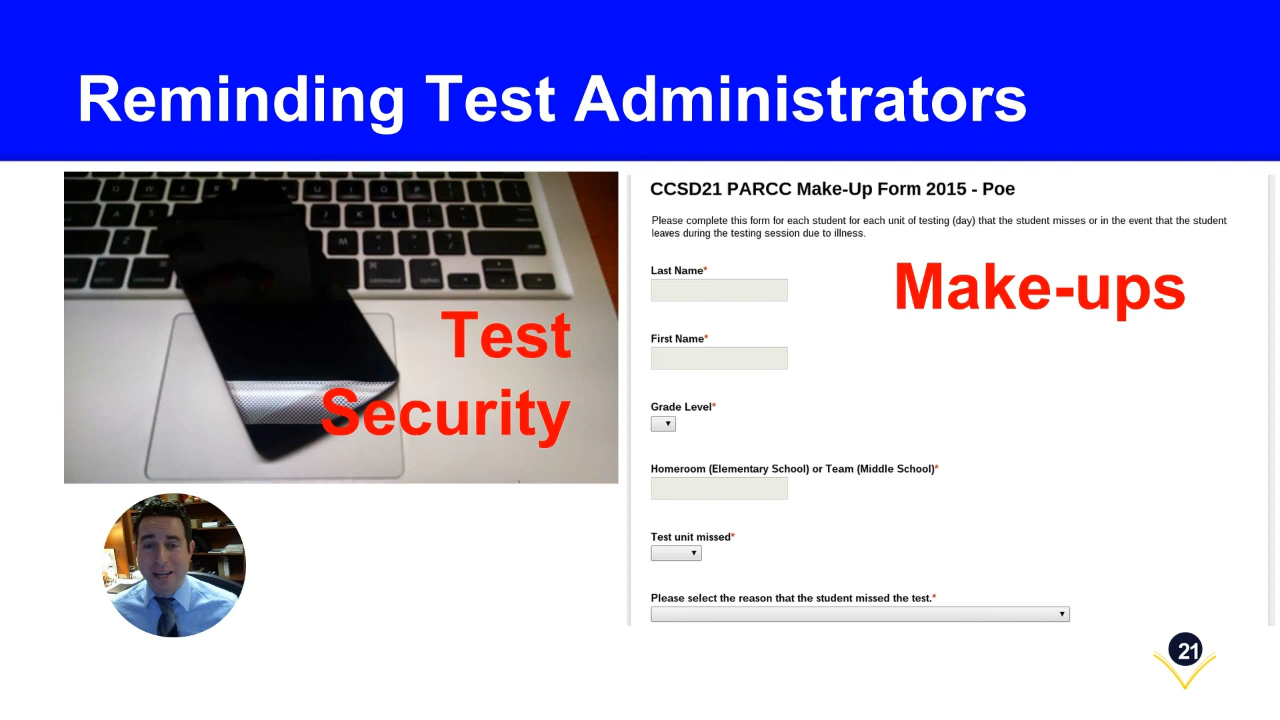 Reminding Test Administrators
Test
Security
CCSD21 PARCC Make-Up Form 2015 - Poe
Please complete this form for each student for each unit of testing (day) that the student misses or in the event that the student
leaves during the testing session due to illness.
Make-ups
Last Name*
First Name*
Grade Level*
Homeroom (Elementary School) or Team (Middle School)*
Test unit missed*
Please select the reason that the student missed the test.*
21